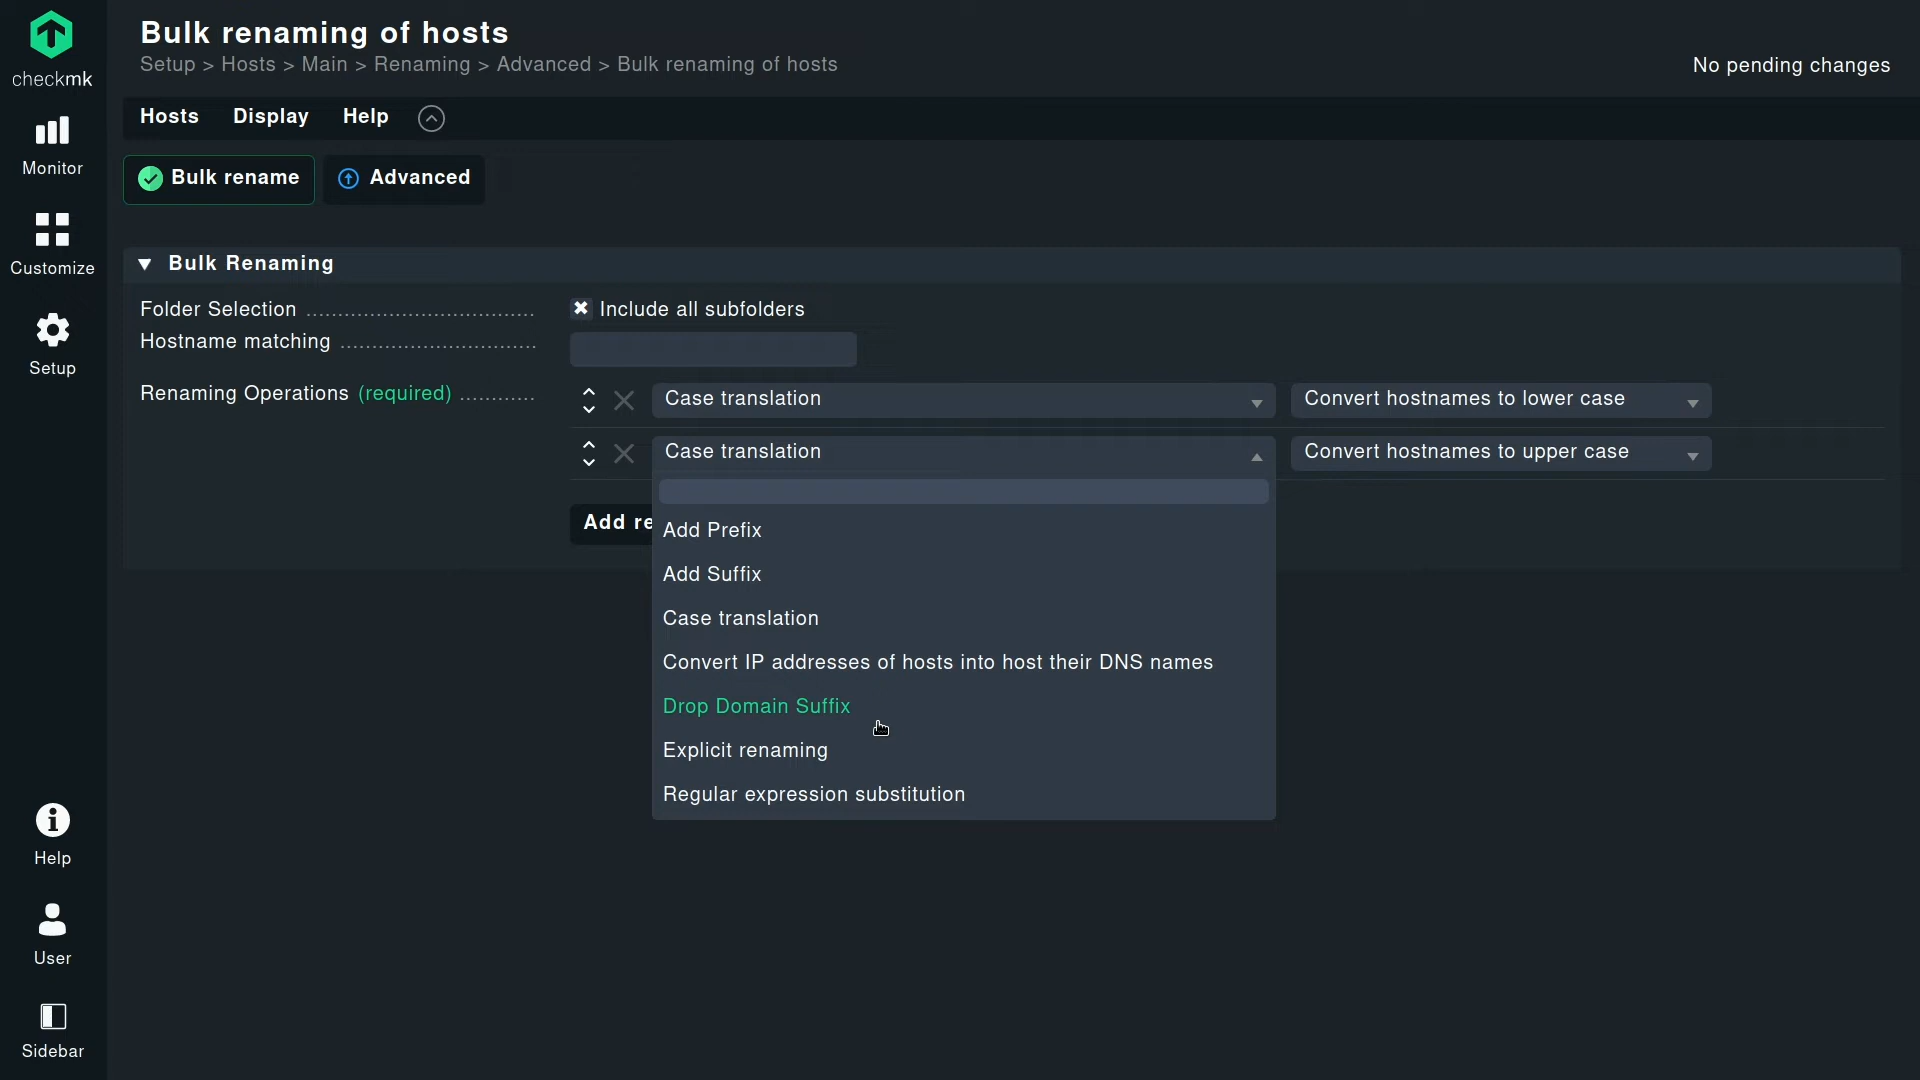 Bulk renaming of hosts
Setup > Hosts > Main > Renaming > Advanced > Bulk renaming of hosts
No pending changes
checkmk
Monitor
Customize
Setup
Help
User
Sidebar
Hosts Display Help
Bulk rename Advanced
Bulk Renaming
Folder Selection Include all subfolders
Hostname matching
Renaming Operations (required) Case translation Convert hostnames to lower case
Case translation Convert hostnames to upper case
Add re
Add Prefix
Add Suffix
Case translation
Convert IP addresses of hosts into host their DNS names
Drop Domain Suffix
Explicit renaming
Regular expression substitution